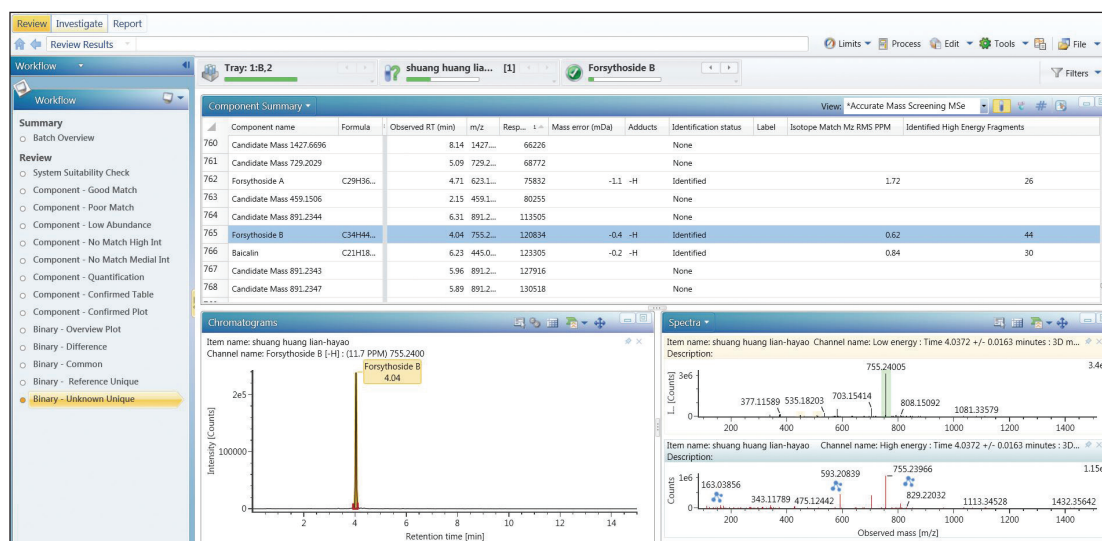 Review Investigate Report
Review Results
Limits Process Edit Tools File
Workflow
Tray: 1:B,2
shuang huang lia... [1]
Forsythoside B
Filters
Workflow
Summary
Batch Overview
Review
System Suitability Check
Component - Good Match
Component - Poor Match
Component - Low Abundance
Component - No Match High Int
Component - No Match Medial Int
Component - Quantification
Component - Confirmed Table
Component - Confirmed Plot
Binary - Overview Plot
Binary - Difference
Binary - Common
Binary - Reference Unique
Binary - Unknown Unique
Component Summary
View: *Accurate Mass Screening MSe
Component name Formula Observed RT (min) m/z Resp... 1 Mass error (mDa) Adducts Identification status Label Isotope Match Mz RMS PPM Identified High Energy Fragments
760 Candidate Mass 1427.6696 8.14 1427.... 66226 None
761 Candidate Mass 729.2029 5.09 729.2... 68772 None
762 Forsythoside A C29H36... 4.71 623.1... 75832 -1.1 -H Identified 1.72 26
763 Candidate Mass 459.1506 2.15 459.1... 80255 None
764 Candidate Mass 891.2344 6.31 891.2... 113505 None
765 Forsythoside B C34H44... 4.04 755.2... 120834 -0.4 -H Identified 0.62 44
766 Baicalin C21H18... 6.23 445.0... 123305 -0.2 -H Identified 0.84 30
767 Candidate Mass 891.2343 5.96 891.2... 127916 None
768 Candidate Mass 891.2347 5.89 891.2... 130518 None
Chromatograms
Item name: shuang huang lian-hayao
Channel name: Forsythoside B [-H] : (11.7 PPM) 755.2400
Forsythoside B
4.04
Intensity [Counts]
2e5
100000
0
2 4 6 8 10 12 14
Retention time [min]
Spectra
Item name: shuang huang lian-hayao Channel name: Low energy : Time 4.0372 +/- 0.0163 minutes : 3D m...
Description:
3.4e
755.24005
I... [Counts]
3e6
0
377.11589 535.18203 703.15414 808.15092 1081.33579
200 400 600 800 1000 1200 1400
Item name: shuang huang lian-hayao Channel name: High energy : Time 4.0372 +/- 0.0163 minutes : 3D...
Description:
1.15e
Counts
1e6
0
163.03856 343.11789 475.12442 593.20839 755.23966 829.22032 1113.34528 1432.35642
200 400 600 800 1000 1200 1400
Observed mass [m/z]